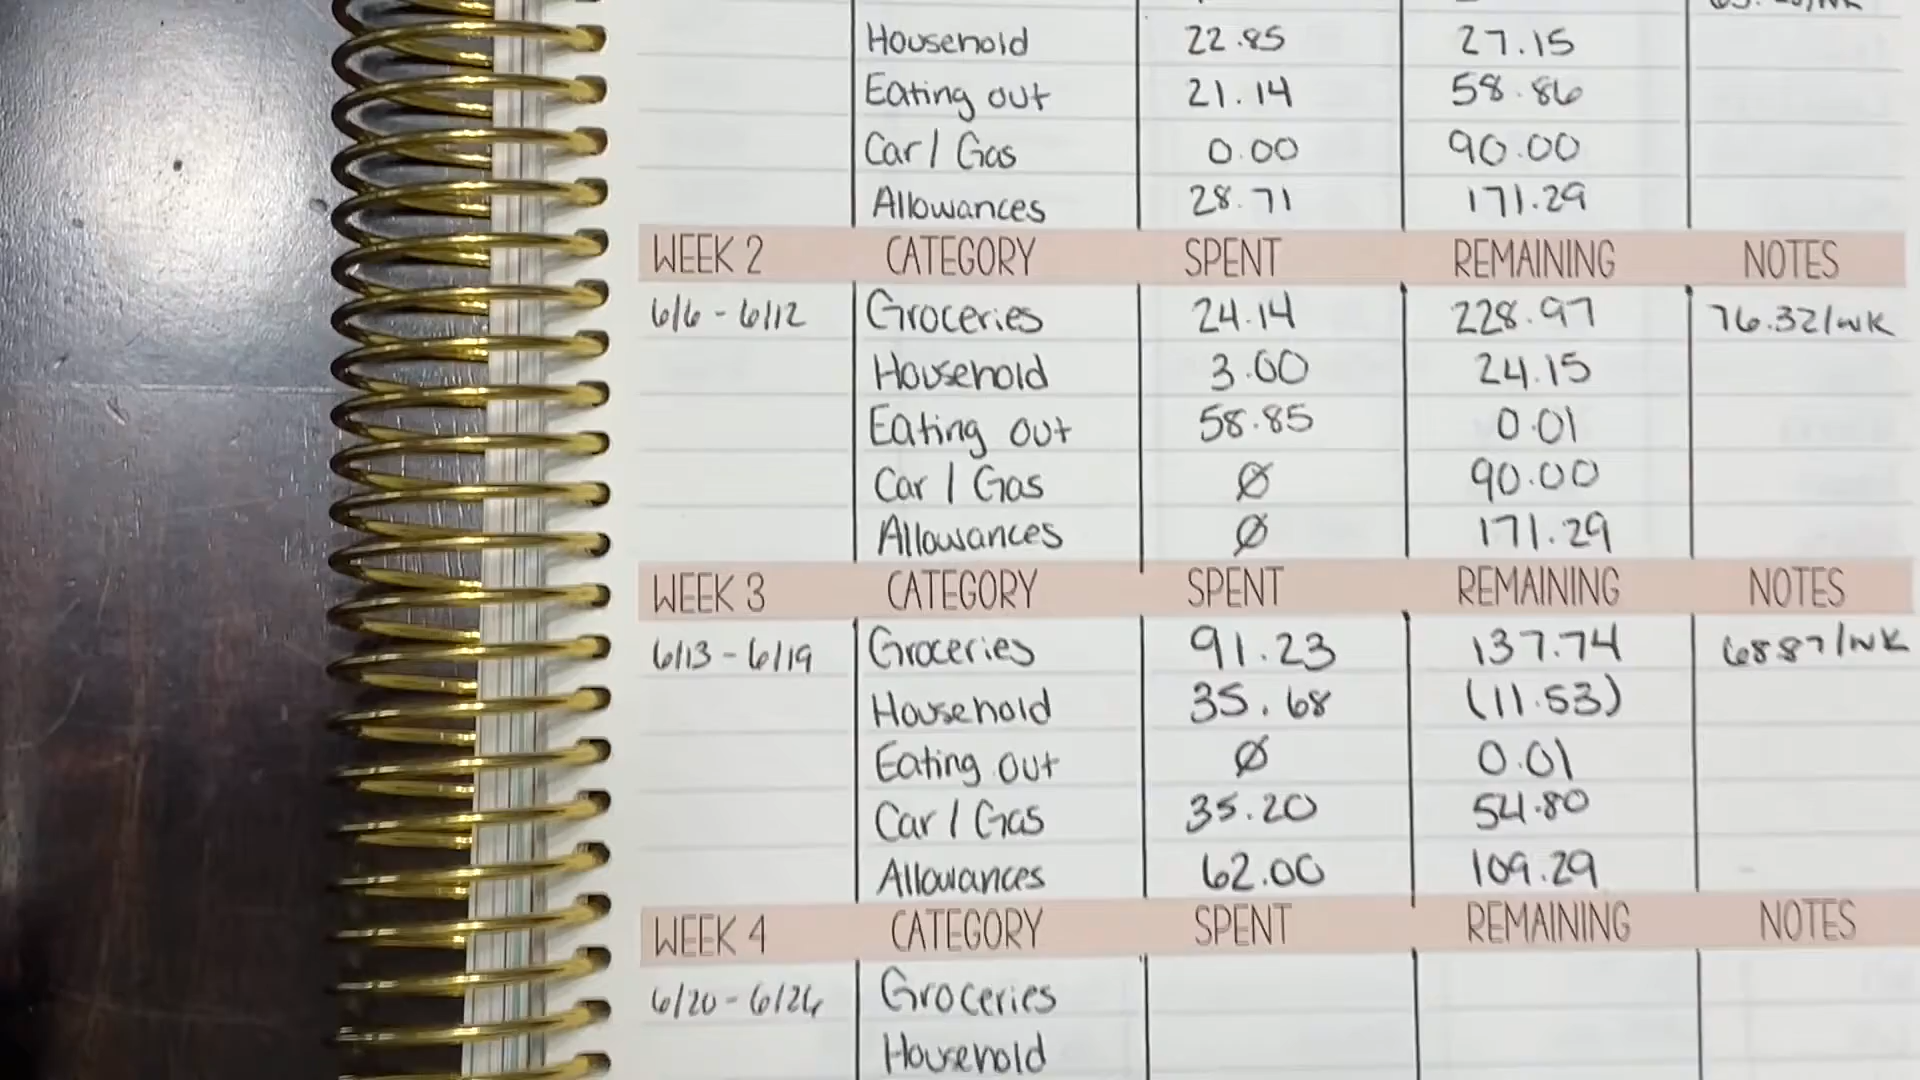 Household 22.85 27.15
Eating out 21.14 58.86
Car / Gas 0.00 90.00
Allowances 28.71 171.29
WEEK 2 CATEGORY SPENT REMAINING NOTES
6/6 - 6/12 Groceries 24.14 228.97 76.32/wk
Household 3.00 24.15
Eating out 58.85 0.01
Car / Gas Ø 90.00
Allowances Ø 171.29
WEEK 3 CATEGORY SPENT REMAINING NOTES
6/13 - 6/19 Groceries 91.23 137.74 68.87/wk
Household 35.68 (11.53)
Eating out Ø 0.01
Car / Gas 35.20 54.80
Allowances 62.00 109.29
WEEK 4 CATEGORY SPENT REMAINING NOTES
6/20 - 6/26 Groceries
Household